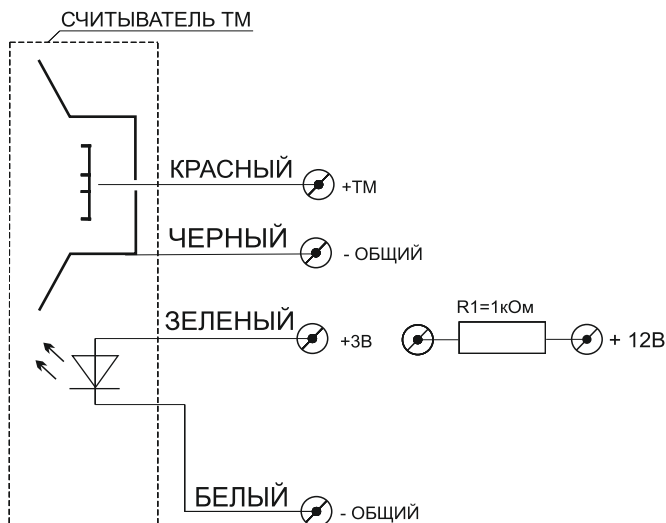 СЧИТЫВАТЕЛЬ ТМ
КРАСНЫЙ
+ТМ
ЧЕРНЫЙ
- ОБЩИЙ
ЗЕЛЕНЫЙ
+3В
R1=1кОм
+ 12В
БЕЛЫЙ
- ОБЩИЙ